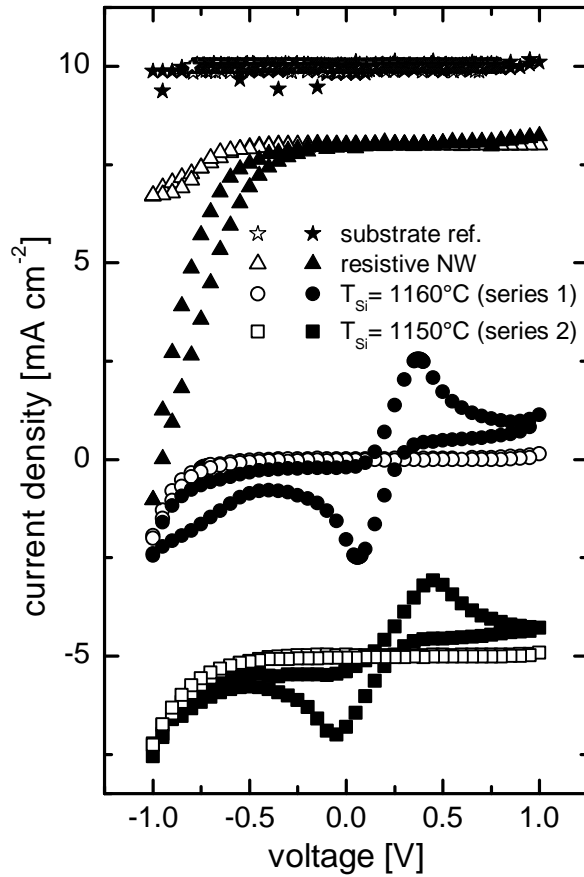 10
5
0
-5
current density [mA cm-2]
☆ ★ substrate ref.
△ ▲ resistive NW
○ ● TSi= 1160°C (series 1)
□ ■ TSi= 1150°C (series 2)
-1.0 -0.5 0.0 0.5 1.0
voltage [V]